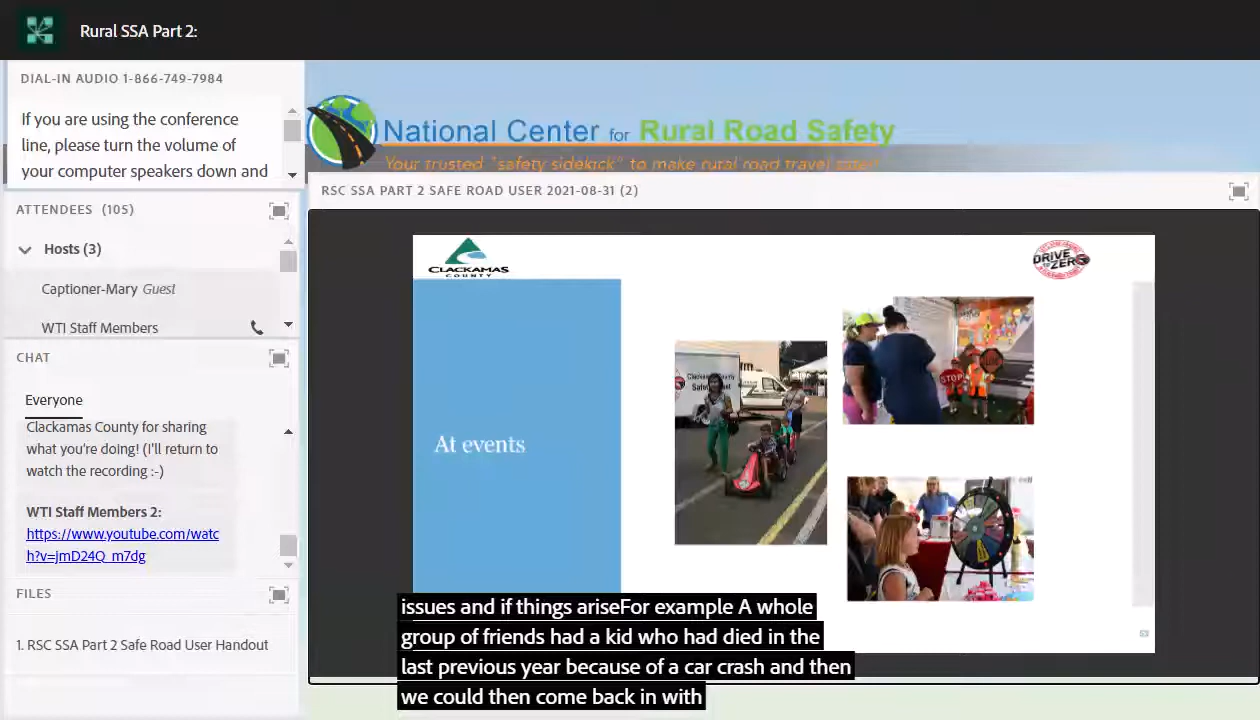 Rural SSA Part 2:
DIAL-IN AUDIO 1-866-749-7984
If you are using the conference
line, please turn the volume of
your computer speakers down and
ATTENDEES (105)
Hosts (3)
Captioner-Mary Guest
WTI Staff Members
CHAT
Everyone
Clackamas County for sharing
what you're doing! (I'll return to
watch the recording :-)
WTI Staff Members 2:
https://www.youtube.com/watc
h?v=jmD24Q_m7dg
FILES
1. RSC SSA Part 2 Safe Road User Handout
National Center for Rural Road Safety
Your trusted "safety sidekick" to make rural road travel safer
RSC SSA PART 2 SAFE ROAD USER 2021-08-31 (2)
CLACKAMAS
COUNTY
DRIVE
TO ZERO
At events
Clackamas County
STOP
issues and if things ariseFor example A whole
group of friends had a kid who had died in the
last previous year because of a car crash and then
we could then come back in with